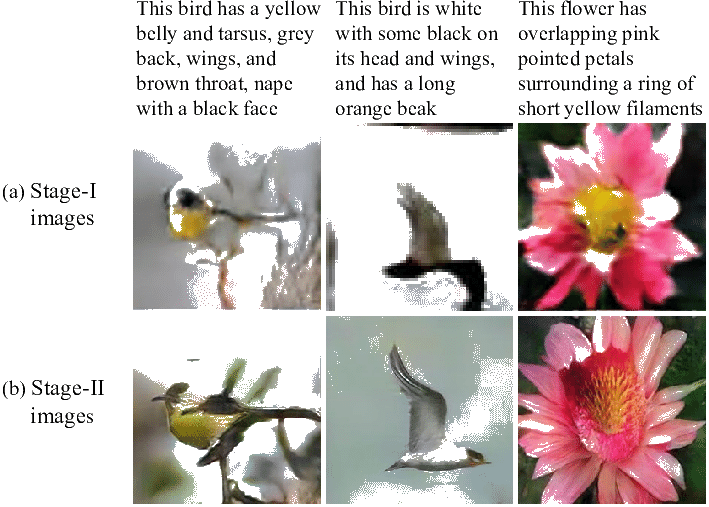 This bird has a yellow
belly and tarsus, grey
back, wings, and
brown throat, nape
with a black face
This bird is white
with some black on
its head and wings,
and has a long
orange beak
This flower has
overlapping pink
pointed petals
surrounding a ring of
short yellow filaments
(a) Stage-I
images
(b) Stage-II
images